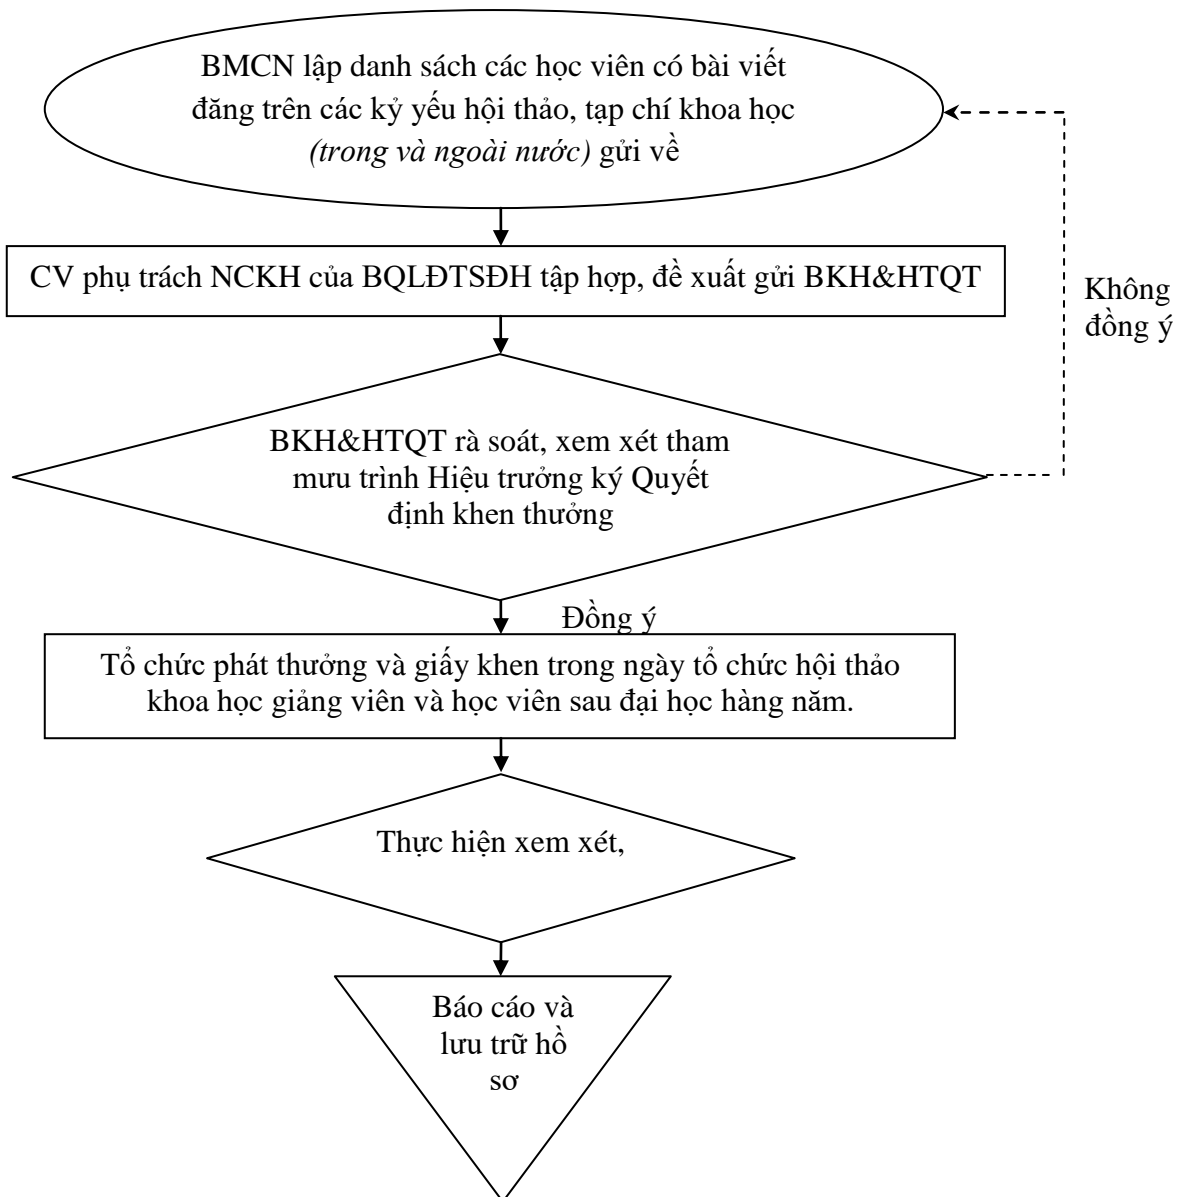 BMCN lập danh sách các học viên có bài viết
đăng trên các kỷ yếu hội thảo, tạp chí khoa học
(trong và ngoài nước) gửi về
CV phụ trách NCKH của BQLĐTSĐH tập hợp, đề xuất gửi BKH&HTQT
Không
đồng ý
BKH&HTQT rà soát, xem xét tham
mưu trình Hiệu trưởng ký Quyết
định khen thưởng
Đồng ý
Tổ chức phát thưởng và giấy khen trong ngày tổ chức hội thảo
khoa học giảng viên và học viên sau đại học hàng năm.
Thực hiện xem xét,
Báo cáo và
lưu trữ hồ
sơ